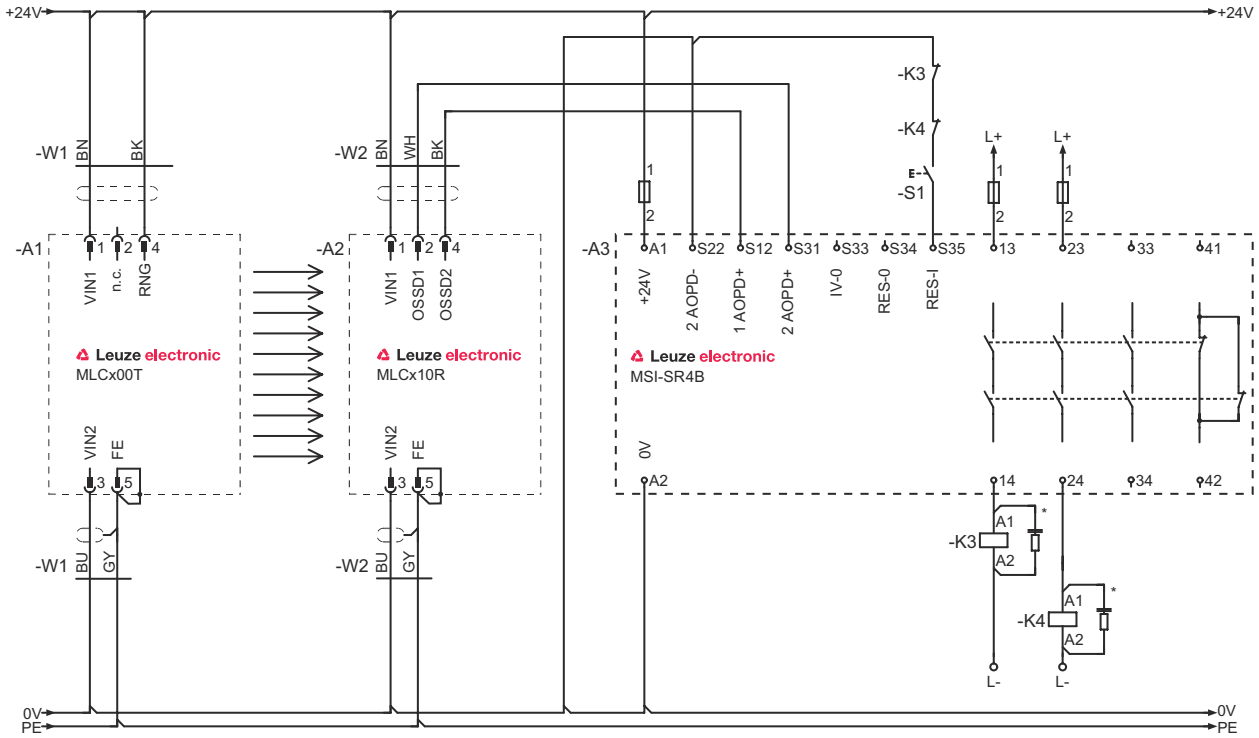 +24V
+24V
-K3
-K4
-S1
E
L+
L+
1
2
1
2
1
2
-W1
BN
BK
-W2
BN
WH
BK
-A1
1
2
4
VIN1
n.c.
RNG
Leuze electronic
MLCx00T
VIN2
FE
3
5
-W1
BU
GY
-A2
1
2
4
VIN1
OSSD1
OSSD2
Leuze electronic
MLCx10R
VIN2
FE
3
5
-W2
BU
GY
-A3
A1
S22
S12
S31
S33
S34
S35
13
23
33
41
+24V
2 AOPD-
1 AOPD+
2 AOPD+
IV-0
RES-0
RES-I
Leuze electronic
MSI-SR4B
0V
A2
14
24
34
42
-K3
A1
A2
*
-K4
A1
A2
*
L-
L-
0V
0V
PE
PE